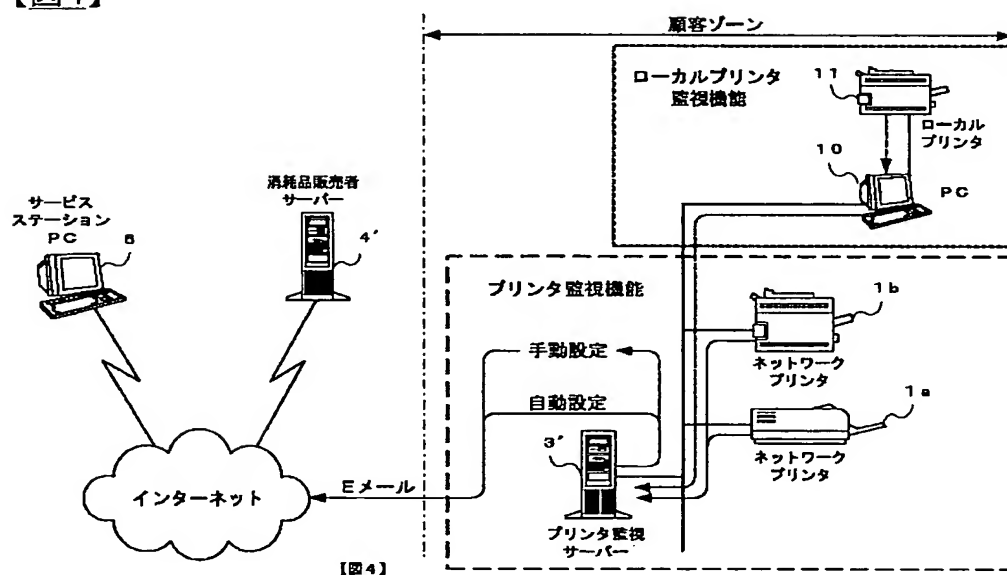 【図4】
顧客ゾーン
ローカルプリンタ
監視機能
11
ローカル
プリンタ
10
PC
消耗品販売者
サーバー
4′
サービス
ステーション
PC
6
プリンタ監視機能
1b
ネットワーク
プリンタ
手動設定
自動設定
1a
ネットワーク
プリンタ
3′
プリンタ監視
サーバー
Eメール
インターネット
【図4】